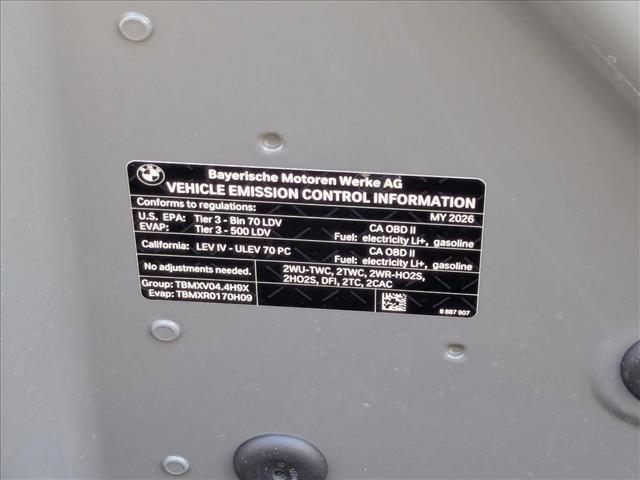 Bayerische Motoren Werke AG
VEHICLE EMISSION CONTROL INFORMATION
Conforms to regulations: MY 2026
U.S. EPA: Tier 3 - Bin 70 LDV CA OBD II
EVAP: Tier 3 - 500 LDV Fuel: electricity Li+, gasoline
California: LEV IV - ULEV 70 PC CA OBD II
Fuel: electricity Li+, gasoline
No adjustments needed. 2WU-TWC, 2TWC, 2WR-HO2S,
2HO2S, DFI, 2TC, 2CAC
Group: TBMXV04.4H9X
Evap: TBMXR0170H09
8 887 907